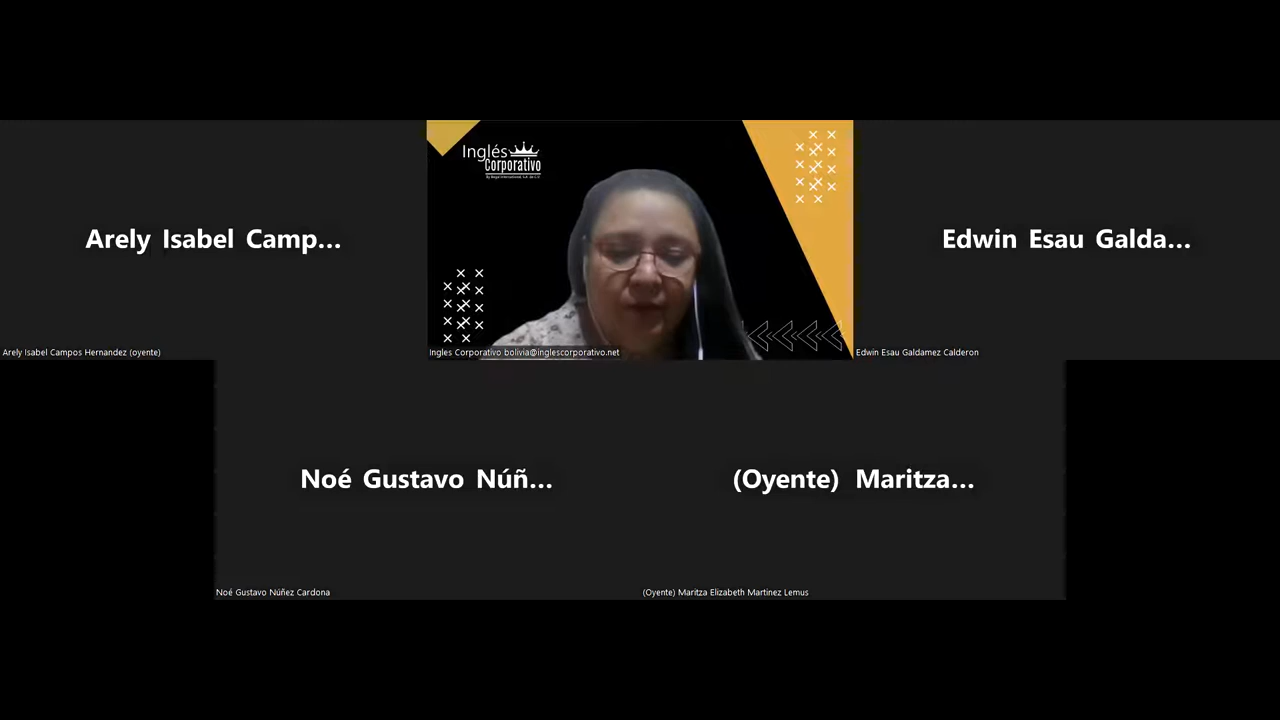 Arely Isabel Camp...
Arely Isabel Campos Hernandez (oyente)
Inglés
Corporativo
Ingles Corporativo bolivia@inglescorporativo.net
Edwin Esau Galda...
Edwin Esau Galdamez Calderon
Noé Gustavo Núñ...
Noé Gustavo Núñez Cardona
(Oyente) Maritza...
(Oyente) Maritza Elizabeth Martinez Lemus